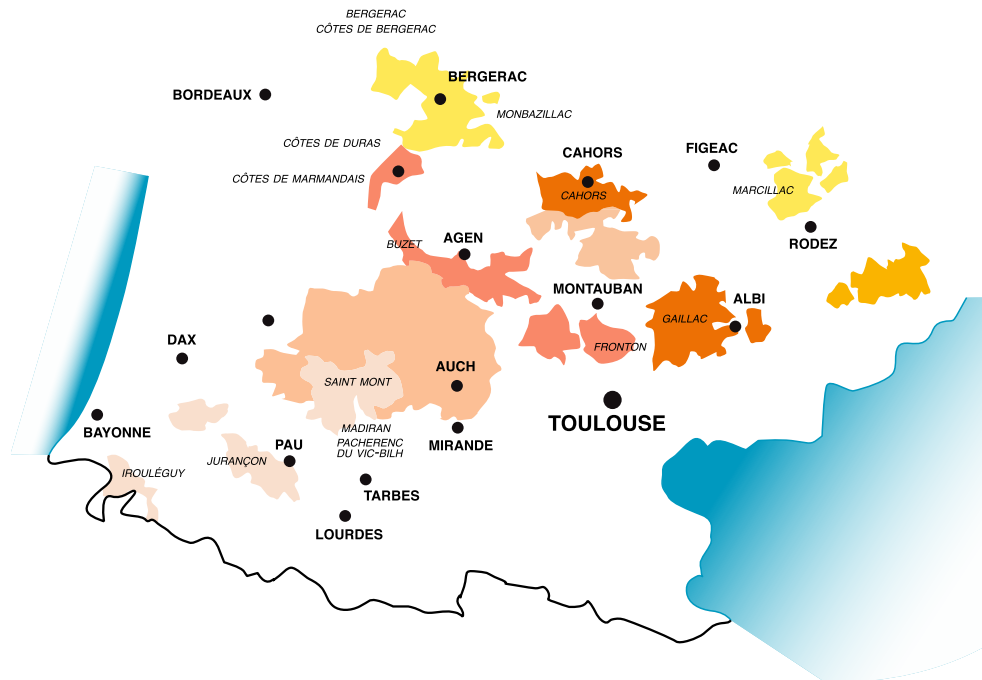 BERGERAC
CÔTES DE BERGERAC
BERGERAC
BORDEAUX
MONBAZILLAC
CÔTES DE DURAS
CAHORS
FIGEAC
CÔTES DE MARMANDAIS
CAHORS
MARCILLAC
BUZET
AGEN
RODEZ
MONTAUBAN
ALBI
GAILLAC
DAX
FRONTON
AUCH
SAINT MONT
TOULOUSE
BAYONNE
MADIRAN
PACHERENC
DU VIC-BILH
MIRANDE
PAU
JURANÇON
IROULÉGUY
TARBES
LOURDES